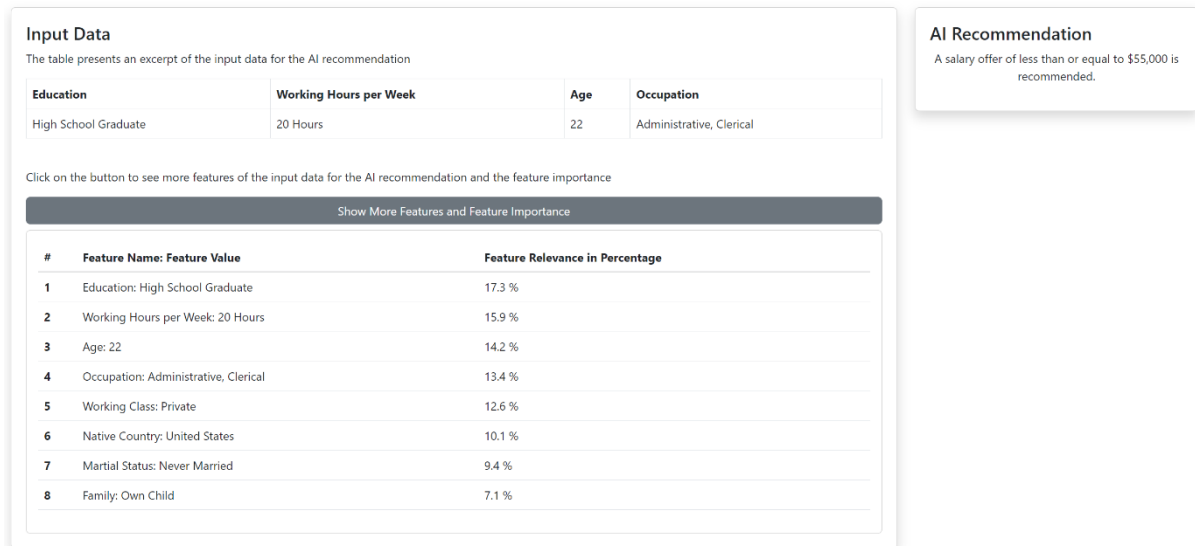 Input Data
The table presents an excerpt of the input data for the AI recommendation
Education Working Hours per Week Age Occupation
High School Graduate 20 Hours 22 Administrative, Clerical
Click on the button to see more features of the input data for the AI recommendation and the feature importance
Show More Features and Feature Importance
# Feature Name: Feature Value Feature Relevance in Percentage
1 Education: High School Graduate 17.3 %
2 Working Hours per Week: 20 Hours 15.9 %
3 Age: 22 14.2 %
4 Occupation: Administrative, Clerical 13.4 %
5 Working Class: Private 12.6 %
6 Native Country: United States 10.1 %
7 Martial Status: Never Married 9.4 %
8 Family: Own Child 7.1 %
AI Recommendation
A salary offer of less than or equal to $55,000 is
recommended.